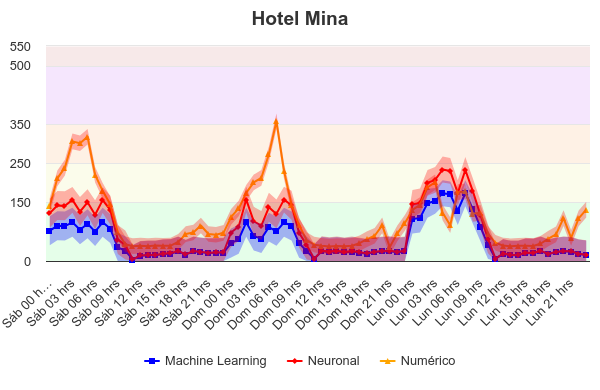 Hotel Mina
550
500
350
250
150
0
Sáb 00 h...
Sáb 03 hrs
Sáb 06 hrs
Sáb 09 hrs
Sáb 12 hrs
Sáb 15 hrs
Sáb 18 hrs
Sáb 21 hrs
Dom 00 hrs
Dom 03 hrs
Dom 06 hrs
Dom 09 hrs
Dom 12 hrs
Dom 15 hrs
Dom 18 hrs
Dom 21 hrs
Lun 00 hrs
Lun 03 hrs
Lun 06 hrs
Lun 09 hrs
Lun 12 hrs
Lun 15 hrs
Lun 18 hrs
Lun 21 hrs
Machine Learning Neuronal Numérico